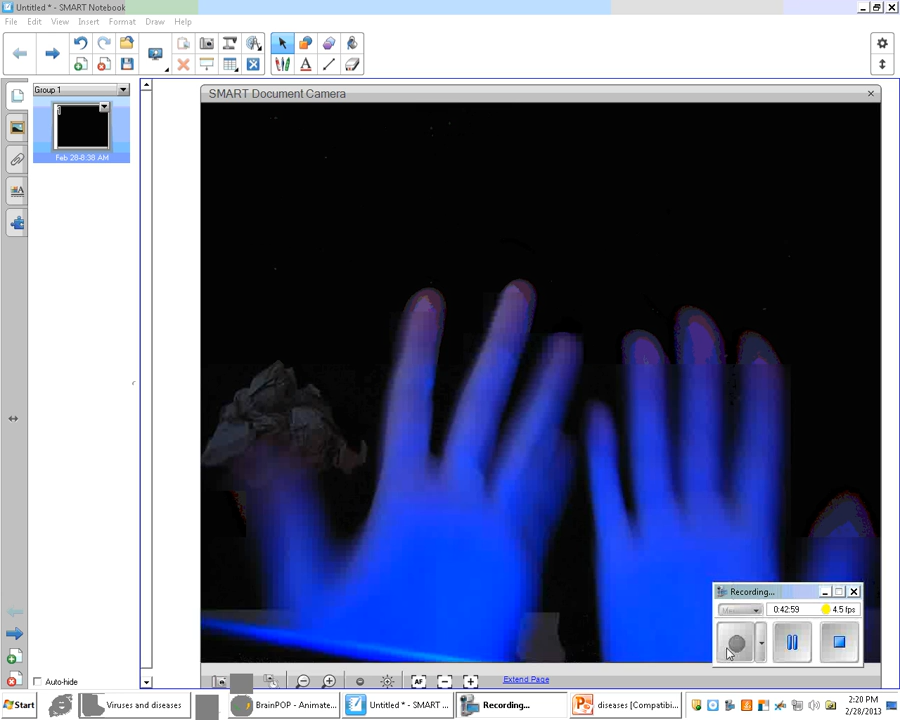 Untitled * - SMART Notebook
File Edit View Insert Format Draw Help
Group 1
Feb 28-8:38 AM
SMART Document Camera
Recording...
0:42:59 4.5 fps
Auto-hide
AF
Extend Page
Start
Viruses and diseases
BrainPOP - Animate...
Untitled * - SMART ...
Recording...
diseases [Compatibi...
2:20 PM
2/28/2013